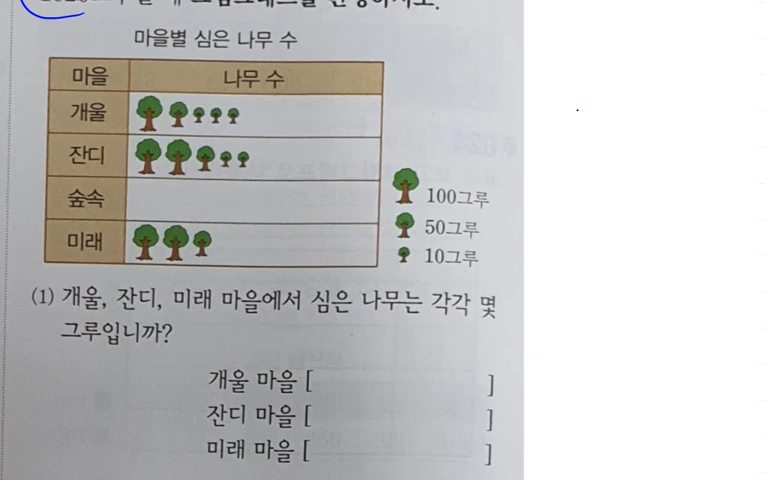 마을별 심은 나무 수
마을 나무 수
개울
잔디
숲속
미래
100그루
50그루
10그루
(1) 개울, 잔디, 미래 마을에서 심은 나무는 각각 몇
그루입니까?
개울 마을 [ ]
잔디 마을 [ ]
미래 마을 [ ]